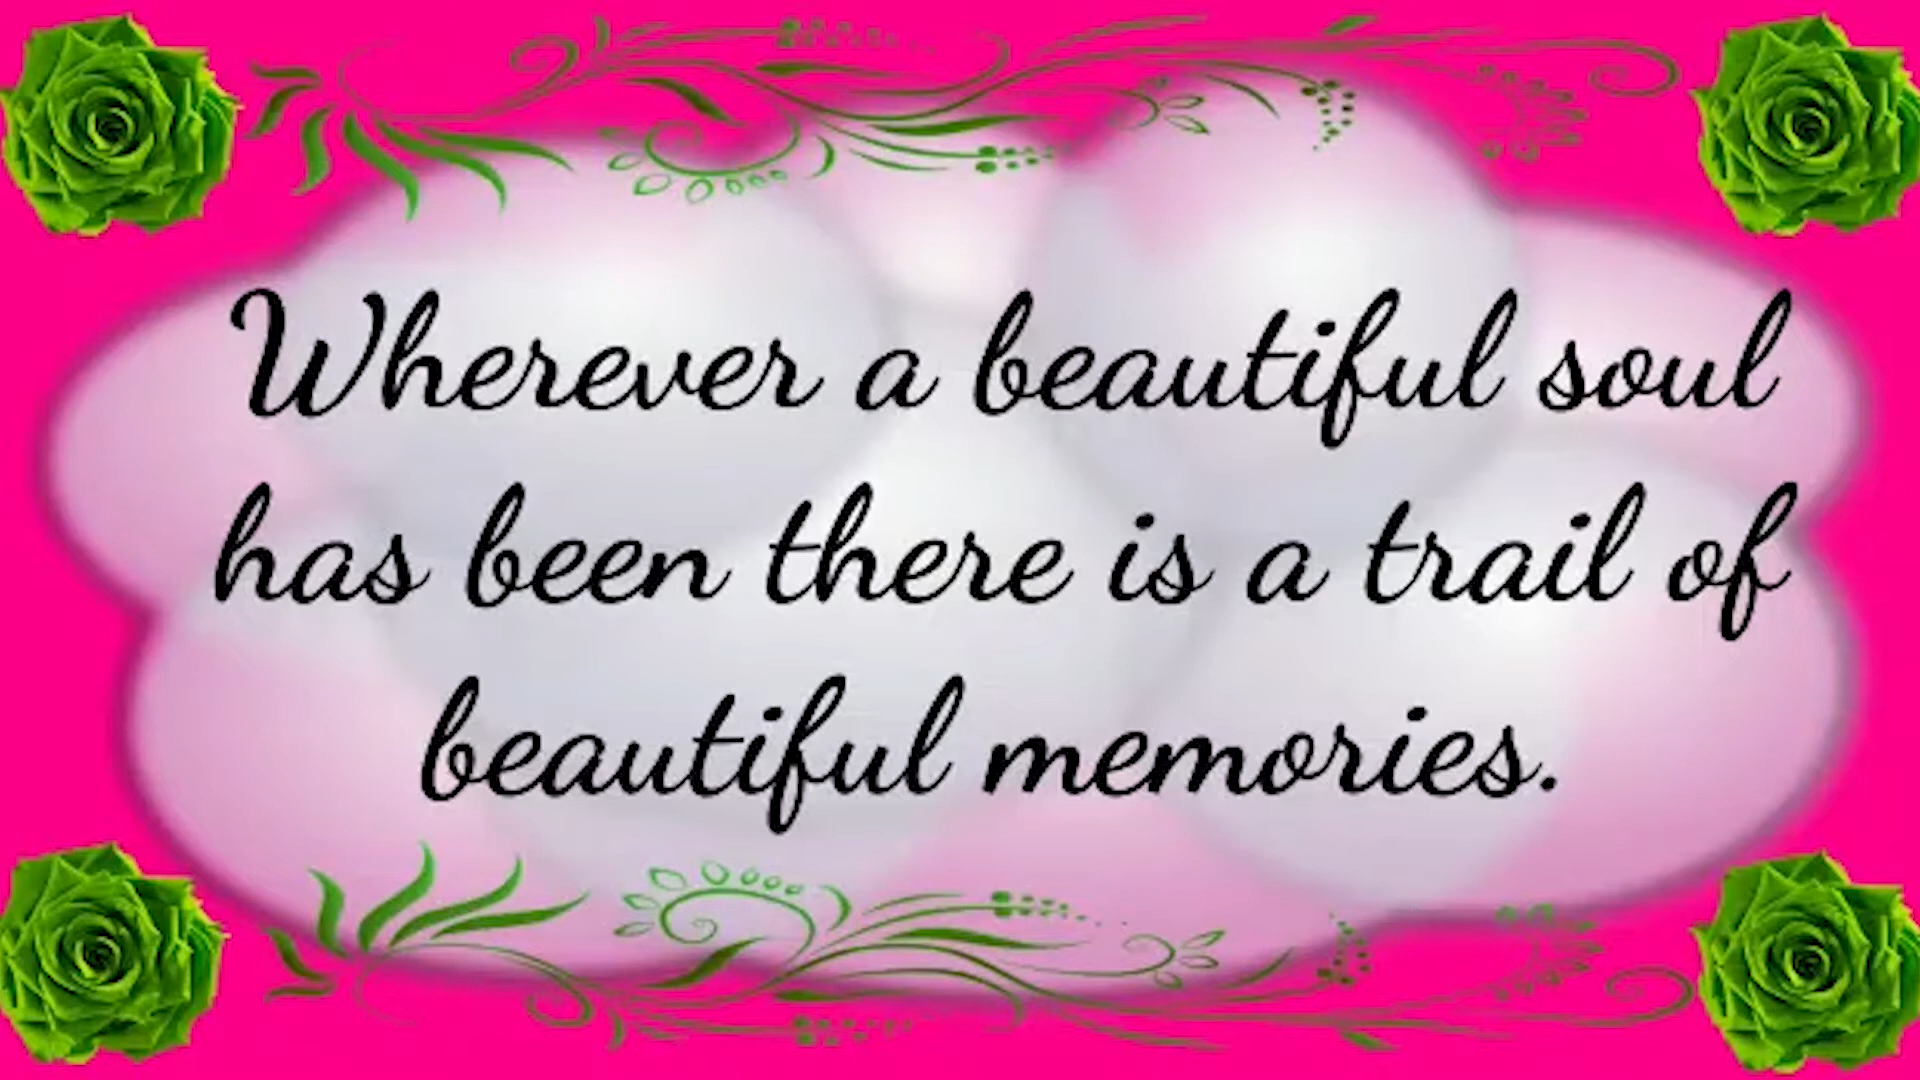 Wherever a beautiful soul
has been there is a trail of
beautiful memories.